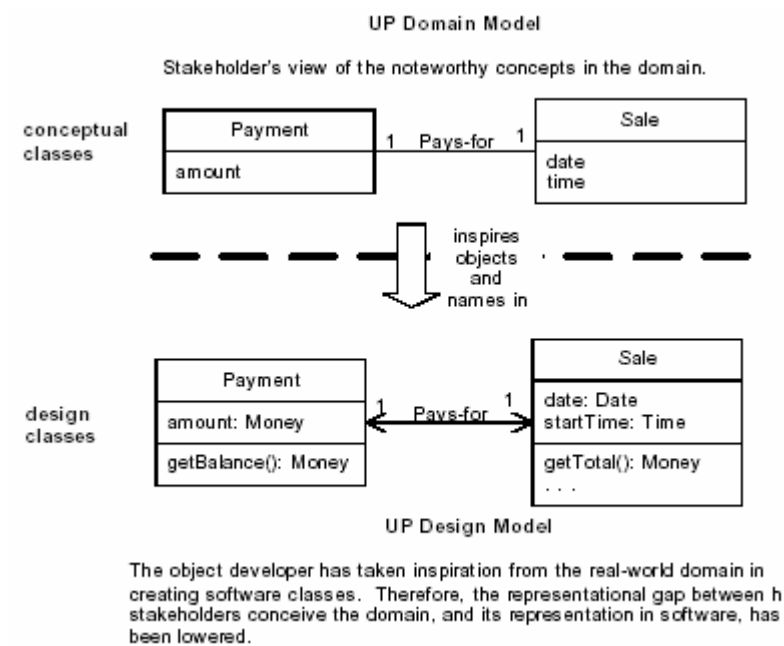 UP Domain Model
Stakeholder's view of the noteworthy concepts in the domain.
conceptual
classes
Payment
amount
1 Pays-for 1
Sale
date
time
inspires
objects
and
names in
design
classes
Payment
amount: Money
getBalance(): Money
1 Pays-for 1
Sale
date: Date
startTime: Time
getTotal(): Money
. . .
UP Design Model
The object developer has taken inspiration from the real-world domain in
creating software classes. Therefore, the representational gap between h
stakeholders conceive the domain, and its representation in software, has
been lowered.